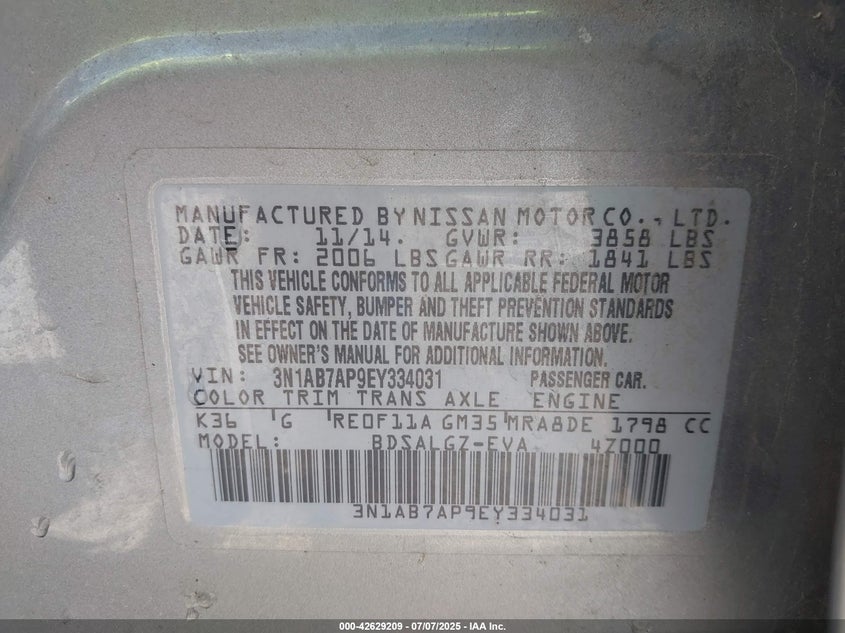 MANUFACTURED BY NISSAN MOTOR CO., LTD.
DATE: 11/14. GVWR: 3858 LBS
GAWR FR: 2006 LBS GAWR RR: 1841 LBS
THIS VEHICLE CONFORMS TO ALL APPLICABLE FEDERAL MOTOR
VEHICLE SAFETY, BUMPER AND THEFT PREVENTION STANDARDS
IN EFFECT ON THE DATE OF MANUFACTURE SHOWN ABOVE.
SEE OWNER'S MANUAL FOR ADDITIONAL INFORMATION.
VIN: 3N1AB7AP9EY334031 PASSENGER CAR.
COLOR TRIM TRANS AXLE ENGINE
K36 G RE0F11A GM35 MRA8DE 1798 CC
MODEL: BDSALGZ-EVA 4Z000
3N1AB7AP9EY334031
000-42629209 - 07/07/2025 - IAA Inc.